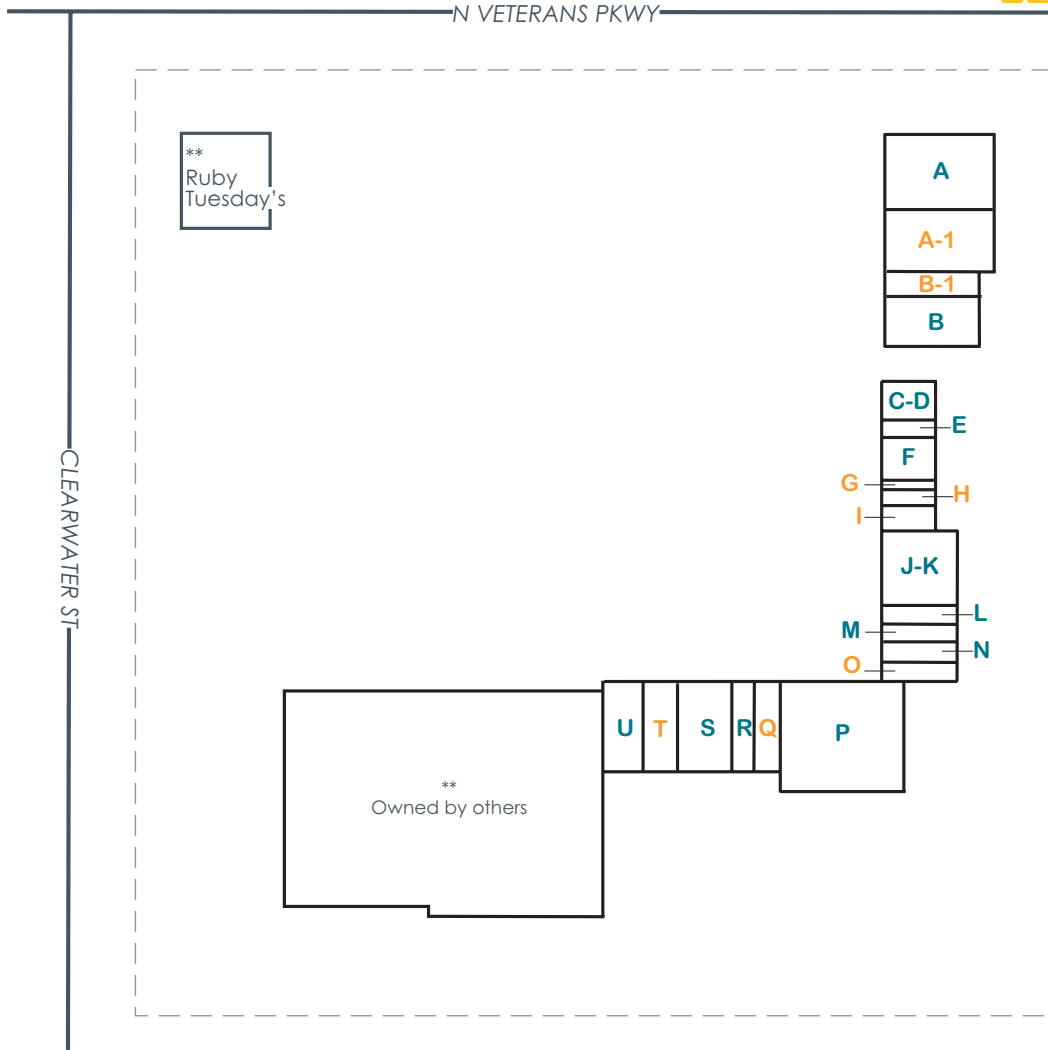 N VETERANS PKWY
**
Ruby
Tuesday's
A
A-1
B-1
B
C-D
E
F
G
H
I
J-K
L
M
N
O
CLEARWATER ST
U
T
S
R
Q
P
**
Owned by others